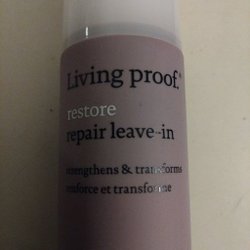 Living proof.®
restore
repair leave-in
strengthens & transforms
renforce et transforme